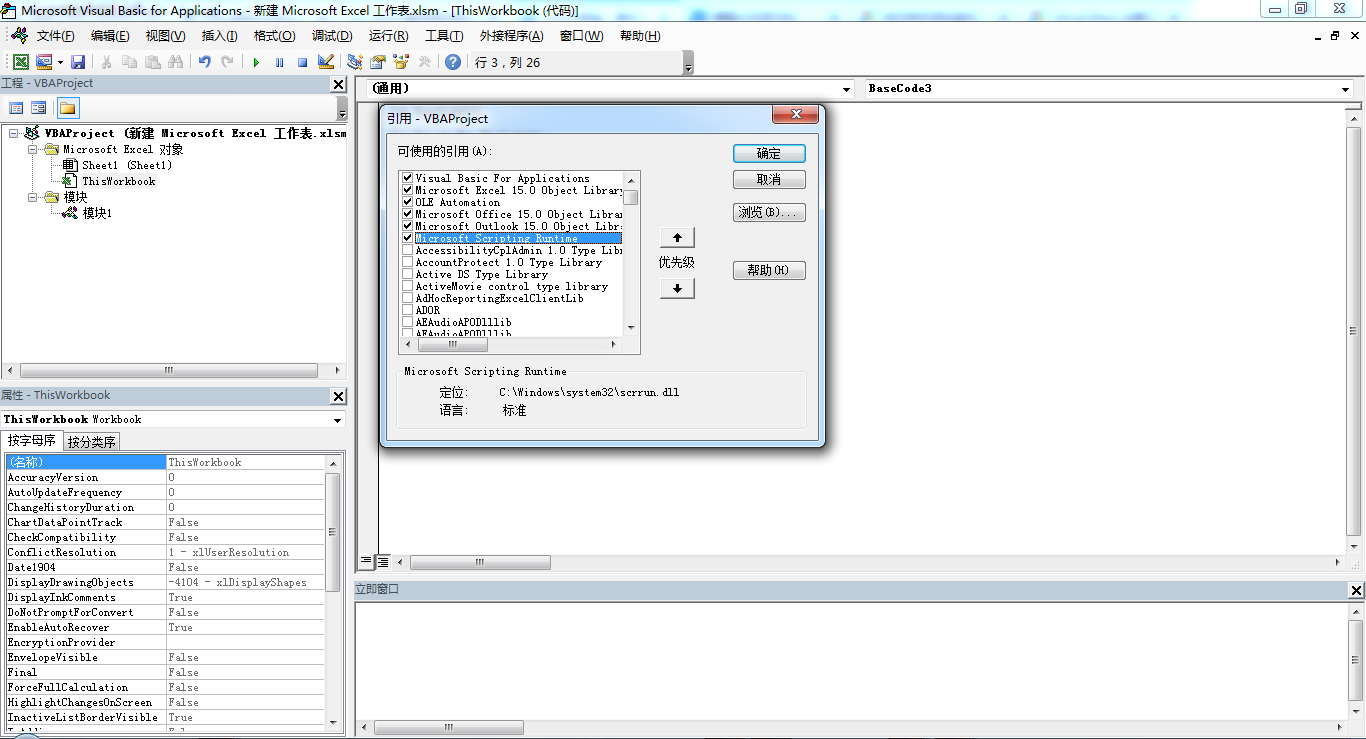 Microsoft Visual Basic for Applications - 新建 Microsoft Excel 工作表.xlsm - [ThisWorkbook (代码)]
文件(F) 编辑(E) 视图(V) 插入(I) 格式(O) 调试(D) 运行(R) 工具(T) 外接程序(A) 窗口(W) 帮助(H)
行 3 , 列 26
工程 - VBAProject
VBAProject (新建 Microsoft Excel 工作表.xlsm
Microsoft Excel 对象
Sheet1 (Sheet1)
ThisWorkbook
模块
模块1
属性 - ThisWorkbook
ThisWorkbook Workbook
按字母序 按分类序
(名称) ThisWorkbook
AccuracyVersion 0
AutoUpdateFrequency 0
ChangeHistoryDuration 0
ChartDataPointTrack False
CheckCompatibility False
ConflictResolution 1 - xlUserResolution
Date1904 False
DisplayDrawingObjects -4104 - xlDisplayShapes
DisplayInkComments True
DoNotPromptForConvert False
EnableAutoRecover True
EncryptionProvider
EnvelopeVisible False
Final False
ForceFullCalculation False
HighlightChangesOnScreen False
InactiveListBorderVisible True
(通用) BaseCode3
引用 - VBAProject
可使用的引用(A):
Visual Basic For Applications
Microsoft Excel 15.0 Object Library
OLE Automation
Microsoft Office 15.0 Object Librar
Microsoft Outlook 15.0 Object Libra
Microsoft Scripting Runtime
AccessibilityCplAdmin 1.0 Type Libr
AccountProtect 1.0 Type Library
Active DS Type Library
ActiveMovie control type library
AdHocReportingExcelClientLib
ADOR
AEAudioAPODlllib
AEAudioAPODlllib
优先级
确定
取消
浏览(B)...
帮助(H)
Microsoft Scripting Runtime
定位: C:\Windows\system32\scrrun.dll
语言: 标准
立即窗口